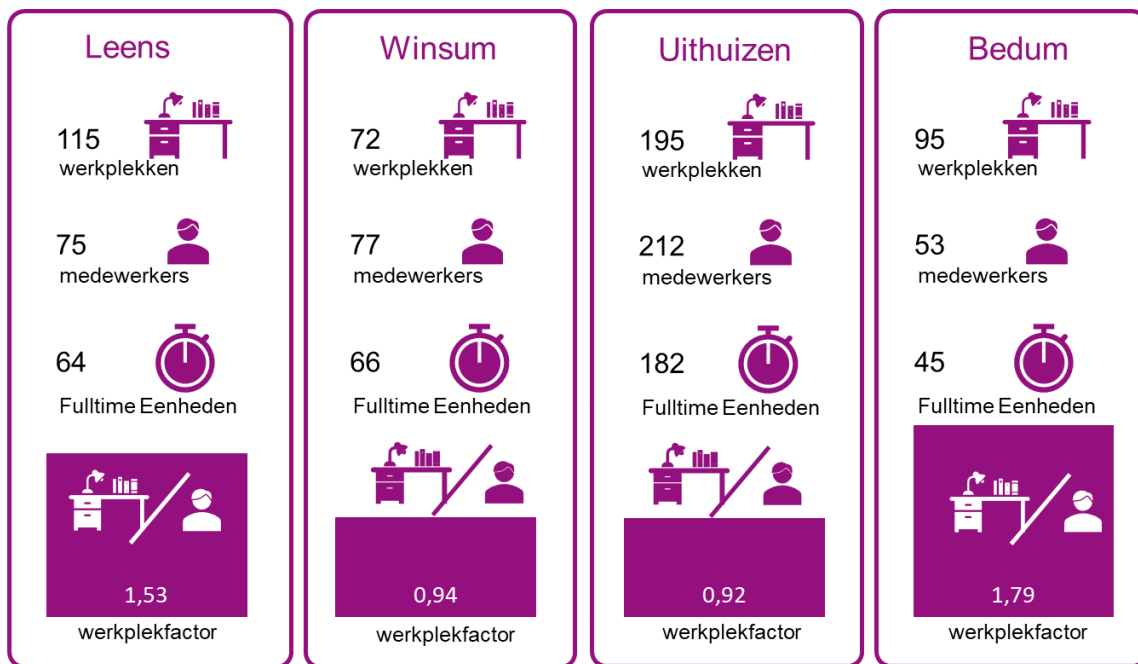 Leens
115
werkplekken
75
medewerkers
64
Fulltime Eenheden
1,53
werkplekfactor
Winsum
72
werkplekken
77
medewerkers
66
Fulltime Eenheden
0,94
werkplekfactor
Uithuizen
195
werkplekken
212
medewerkers
182
Fulltime Eenheden
0,92
werkplekfactor
Bedum
95
werkplekken
53
medewerkers
45
Fulltime Eenheden
1,79
werkplekfactor